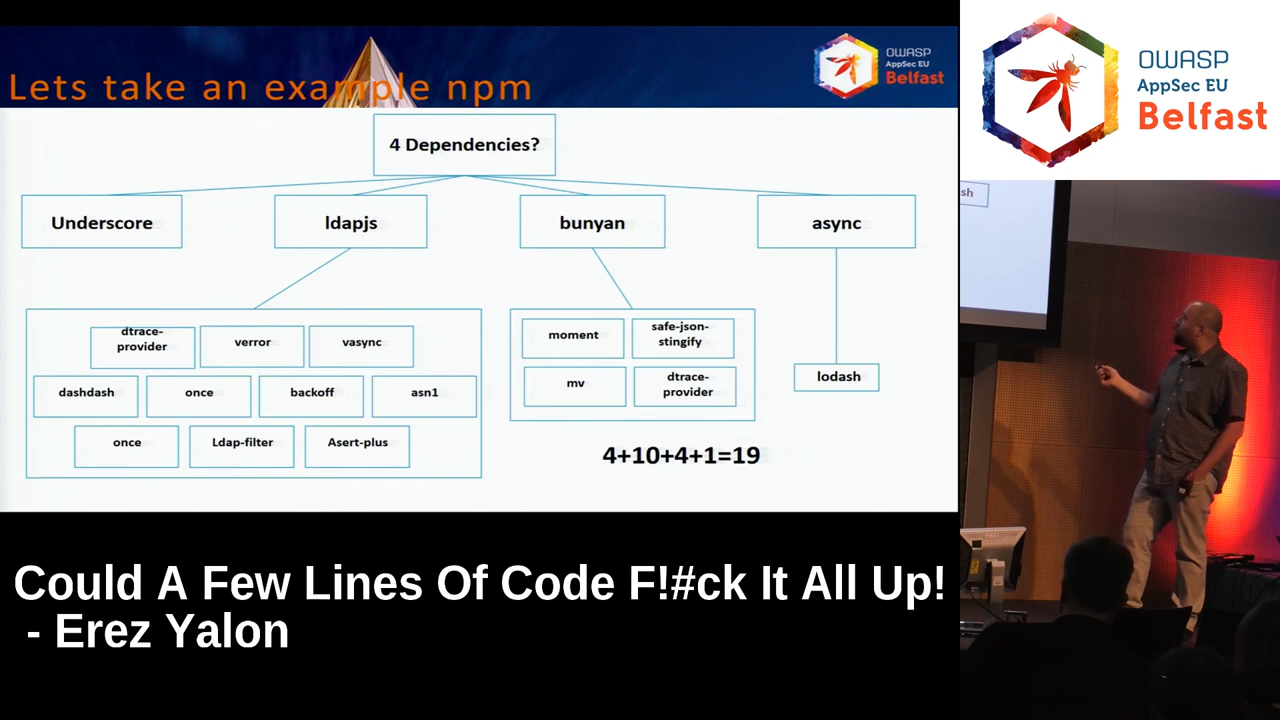 Lets take an example npm
OWASP
AppSec EU
Belfast
4 Dependencies?
Underscore
ldapjs
bunyan
async
dtrace-
provider
verror
vasync
dashdash
once
backoff
asn1
once
Ldap-filter
Asert-plus
moment
safe-json-
stingify
mv
dtrace-
provider
lodash
4+10+4+1=19
OWASP
AppSec EU
Belfast
sh
Could A Few Lines Of Code F!#ck It All Up!
- Erez Yalon